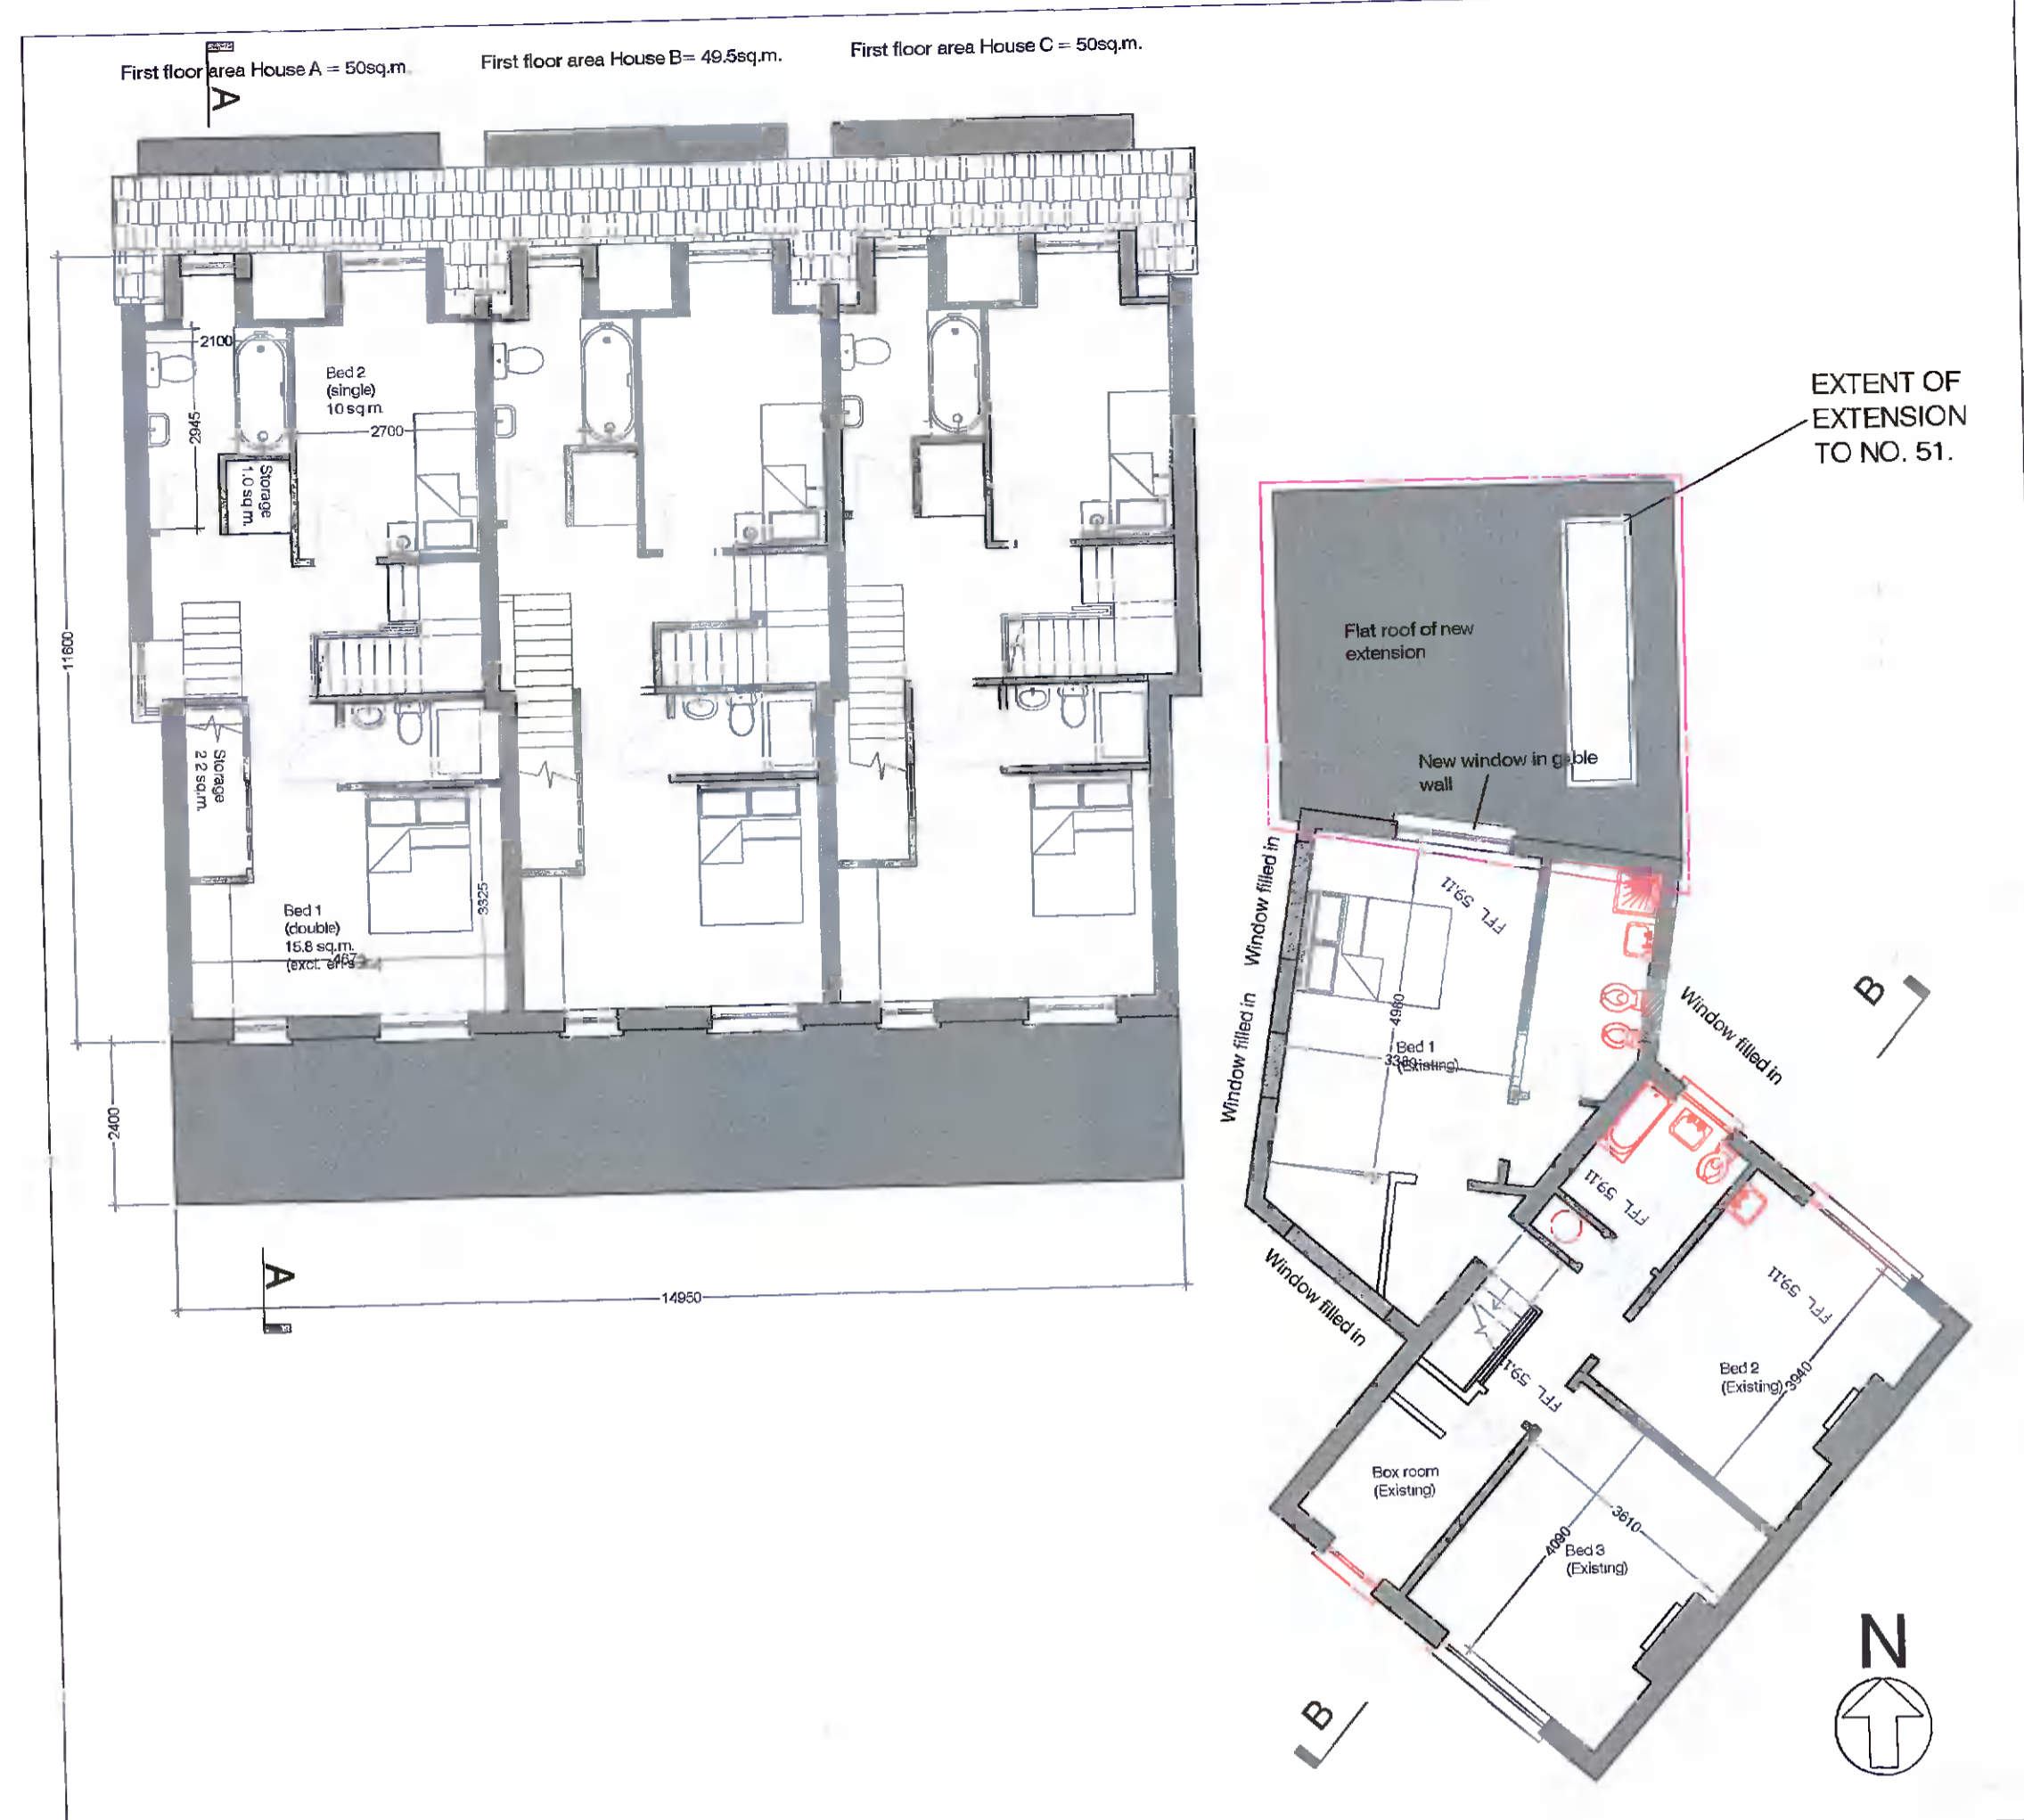 First floor area House A = 50sq.m.
First floor area House B= 49.5sq.m.
First floor area House C = 50sq.m.
A
2100
2945
Bed 2
(single)
10 sq m.
2700
Storage
1.0 sq m.
11600
Storage
2 2 sq.m.
3325
Bed 1
(double)
15.8 sq.m.
(excl.
2400
A
14950
EXTENT OF
EXTENSION
TO NO. 51.
Flat roof of new
extension
New window in gable
wall
Window filled in
Window filled in
FFL 59.11
4980
Bed 1
(Existing)
Window filled in
B
FFL 59.11
Window filled in
FFL 59.11
Bed 2
(Existing)
3940
FFL 59.11
Box room
(Existing)
3610
4090
Bed 3
(Existing)
B
N